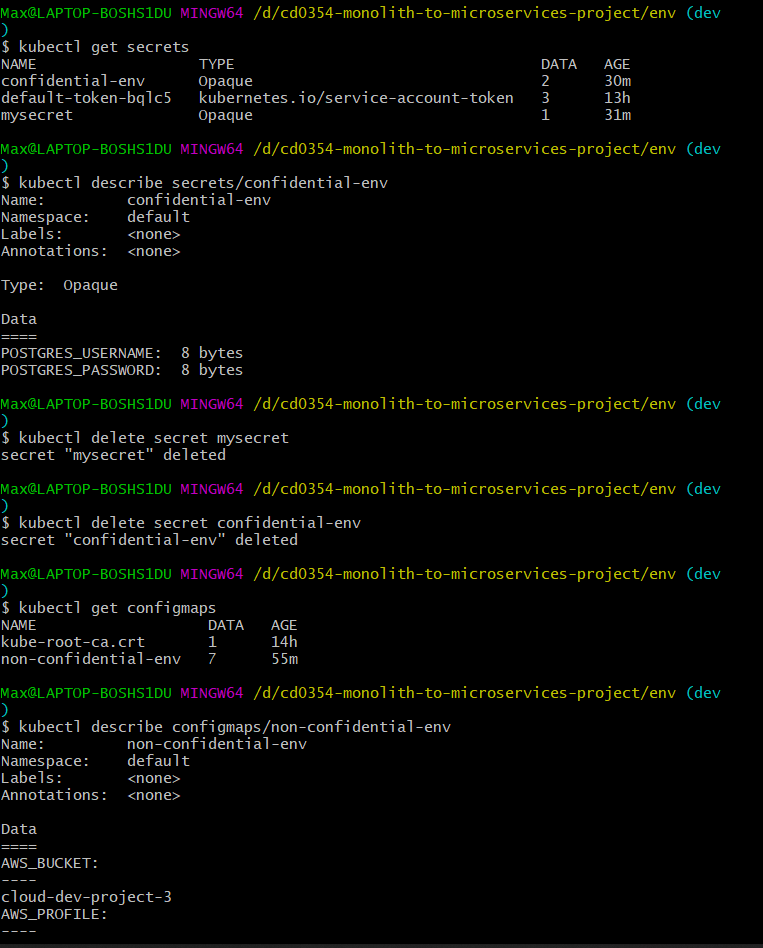 Max@LAPTOP-BOSHS1DU MINGW64 /d/cd0354-monolith-to-microservices-project/env (dev
)
$ kubectl get secrets
NAME                  TYPE                                  DATA   AGE
confidential-env      Opaque                                2      30m
default-token-bqlc5   kubernetes.io/service-account-token   3      13h
mysecret              Opaque                                1      31m

Max@LAPTOP-BOSHS1DU MINGW64 /d/cd0354-monolith-to-microservices-project/env (dev
)
$ kubectl describe secrets/confidential-env
Name:         confidential-env
Namespace:    default
Labels:       <none>
Annotations:  <none>

Type:  Opaque

Data
====
POSTGRES_USERNAME:  8 bytes
POSTGRES_PASSWORD:  8 bytes

Max@LAPTOP-BOSHS1DU MINGW64 /d/cd0354-monolith-to-microservices-project/env (dev
)
$ kubectl delete secret mysecret
secret "mysecret" deleted

Max@LAPTOP-BOSHS1DU MINGW64 /d/cd0354-monolith-to-microservices-project/env (dev
)
$ kubectl delete secret confidential-env
secret "confidential-env" deleted

Max@LAPTOP-BOSHS1DU MINGW64 /d/cd0354-monolith-to-microservices-project/env (dev
)
$ kubectl get configmaps
NAME                   DATA   AGE
kube-root-ca.crt       1      14h
non-confidential-env   7      55m

Max@LAPTOP-BOSHS1DU MINGW64 /d/cd0354-monolith-to-microservices-project/env (dev
)
$ kubectl describe configmaps/non-confidential-env
Name:         non-confidential-env
Namespace:    default
Labels:       <none>
Annotations:  <none>

Data
====
AWS_BUCKET:
----
cloud-dev-project-3
AWS_PROFILE:
----